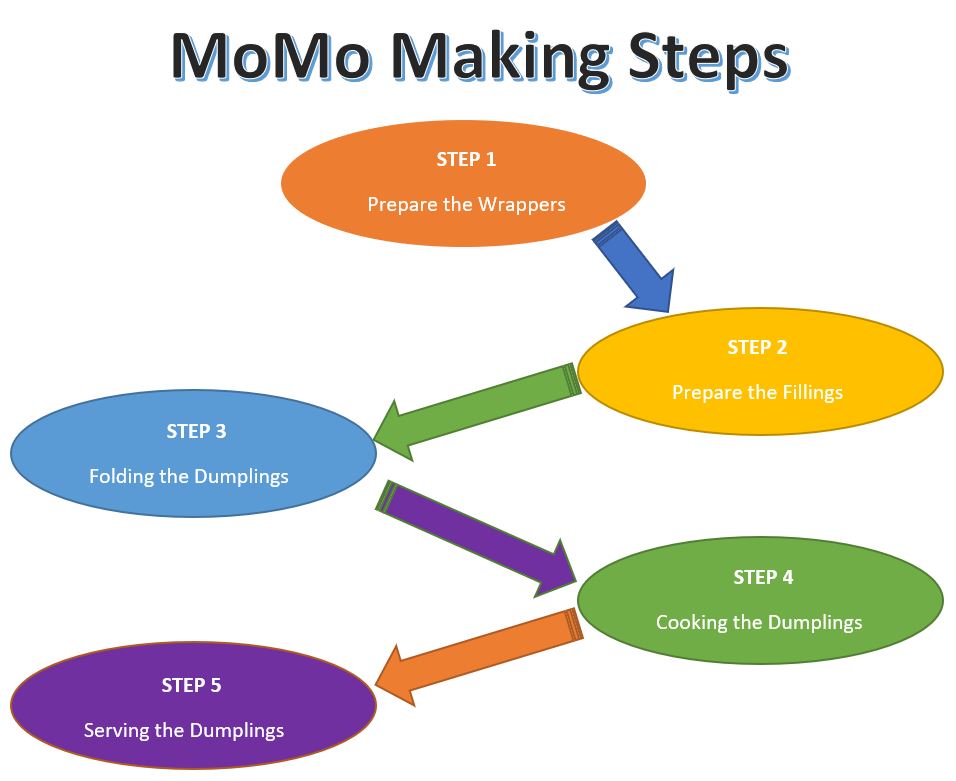 MoMo Making Steps
STEP 1
Prepare the Wrappers
STEP 2
Prepare the Fillings
STEP 3
Folding the Dumplings
STEP 4
Cooking the Dumplings
STEP 5
Serving the Dumplings